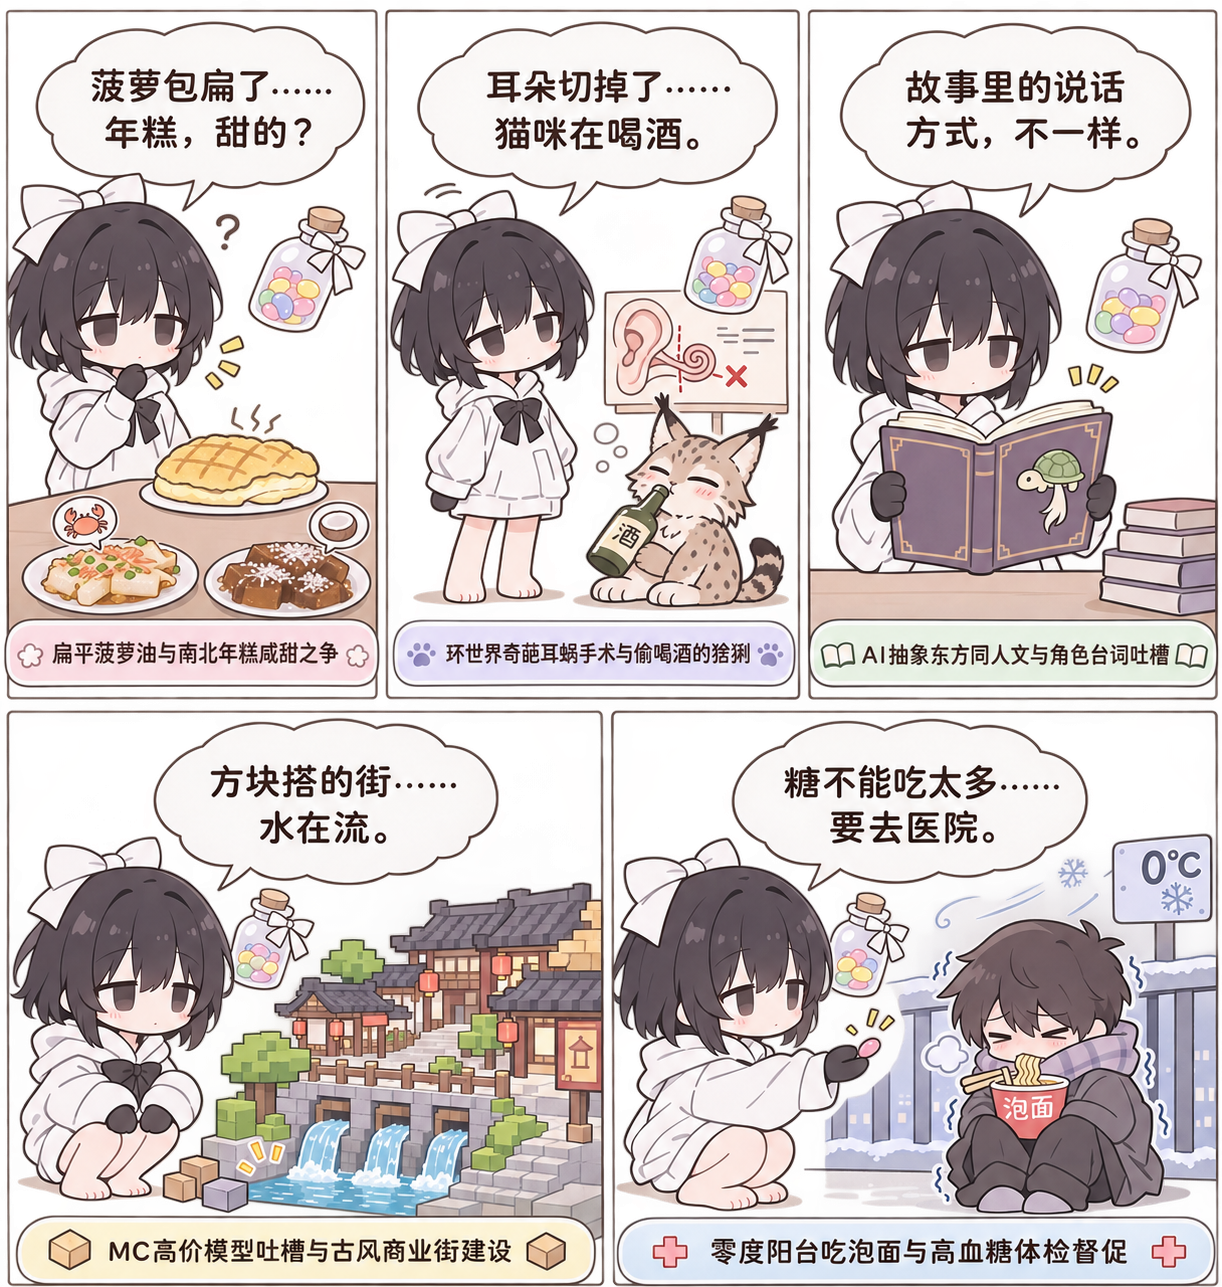 菠萝包扁了……
年糕，甜的？
?
扁平菠萝油与南北年糕咸甜之争
耳朵切掉了……
猫咪在喝酒。
酒
环世界奇葩耳蜗手术与偷喝酒的猞猁
故事里的说话
方式，不一样。
AI抽象东方同人文与角色台词吐槽
方块搭的街……
水在流。
MC高价模型吐槽与古风商业街建设
糖不能吃太多……
要去医院。
0°C
泡面
零度阳台吃泡面与高血糖体检督促